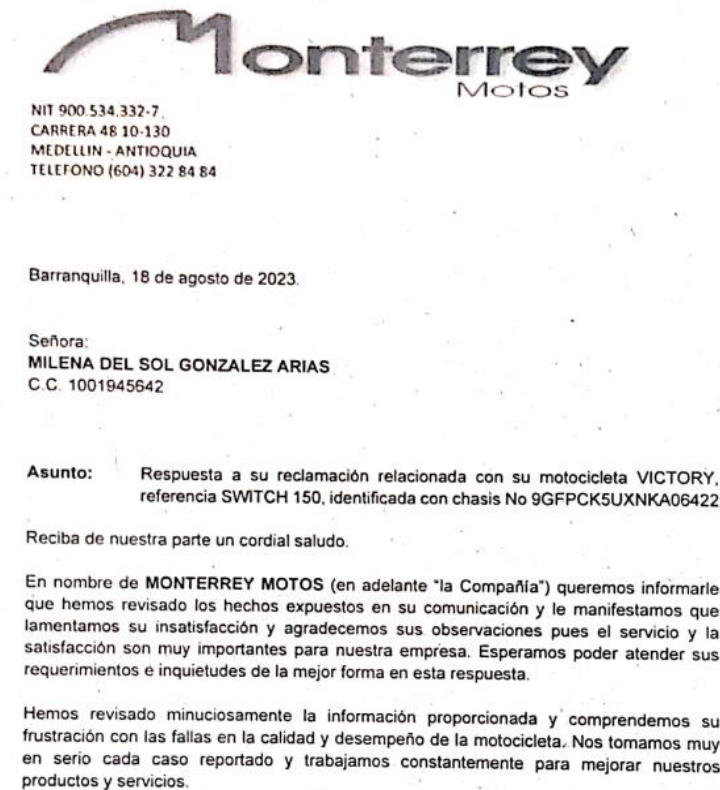 Monterrey
Motos
NIT 900.534.332-7
CARRERA 48 10-130
MEDELLIN - ANTIOQUIA
TELEFONO (604) 322 84 84
Barranquilla, 18 de agosto de 2023.
Señora:
MILENA DEL SOL GONZALEZ ARIAS
C.C. 1001945642
Asunto: Respuesta a su reclamación relacionada con su motocicleta VICTORY,
referencia SWITCH 150, identificada con chasis No 9GFPCK5UXNKA06422
Reciba de nuestra parte un cordial saludo.
En nombre de MONTERREY MOTOS (en adelante "la Compañía") queremos informarle
que hemos revisado los hechos expuestos en su comunicación y le manifestamos que
lamentamos su insatisfacción y agradecemos sus observaciones pues el servicio y la
satisfacción son muy importantes para nuestra empresa. Esperamos poder atender sus
requerimientos e inquietudes de la mejor forma en esta respuesta.
Hemos revisado minuciosamente la información proporcionada y comprendemos su
frustración con las fallas en la calidad y desempeño de la motocicleta. Nos tomamos muy
en serio cada caso reportado y trabajamos constantemente para mejorar nuestros
productos y servicios.